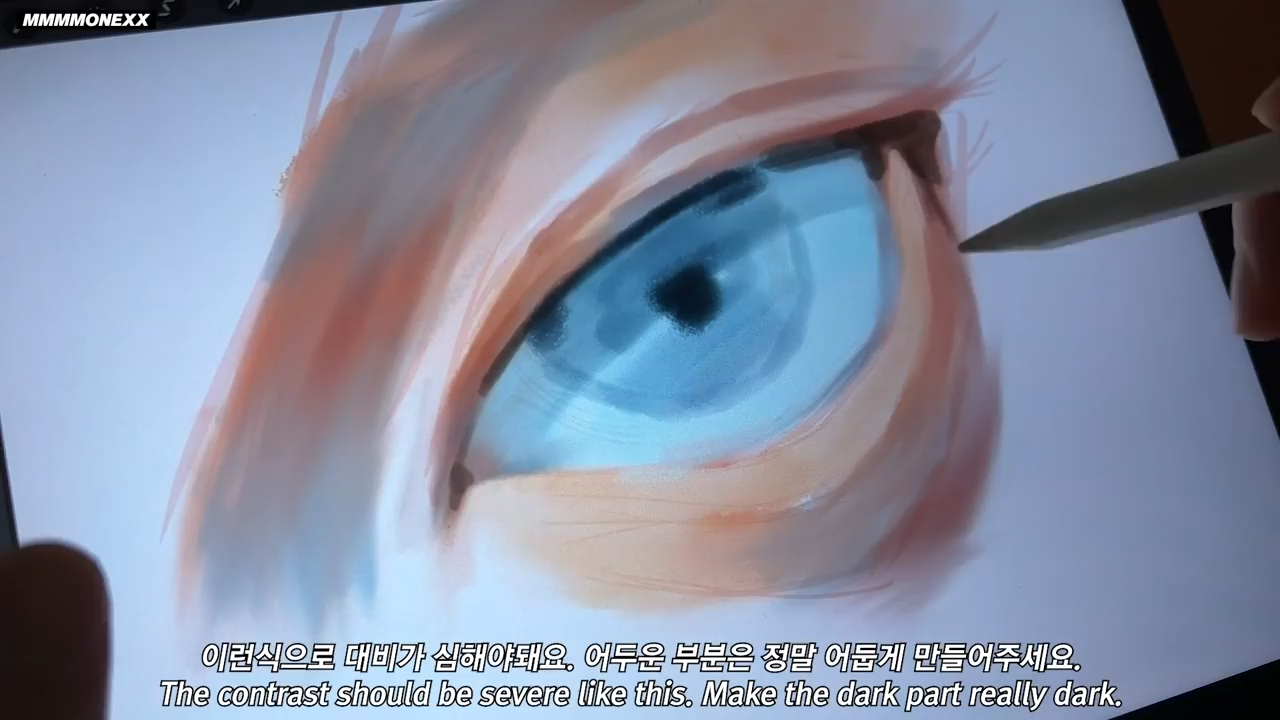 MMMMONEXX
이런식으로 대비가 심해야돼요. 어두운 부분은 정말 어둡게 만들어주세요.
The contrast should be severe like this. Make the dark part really dark.